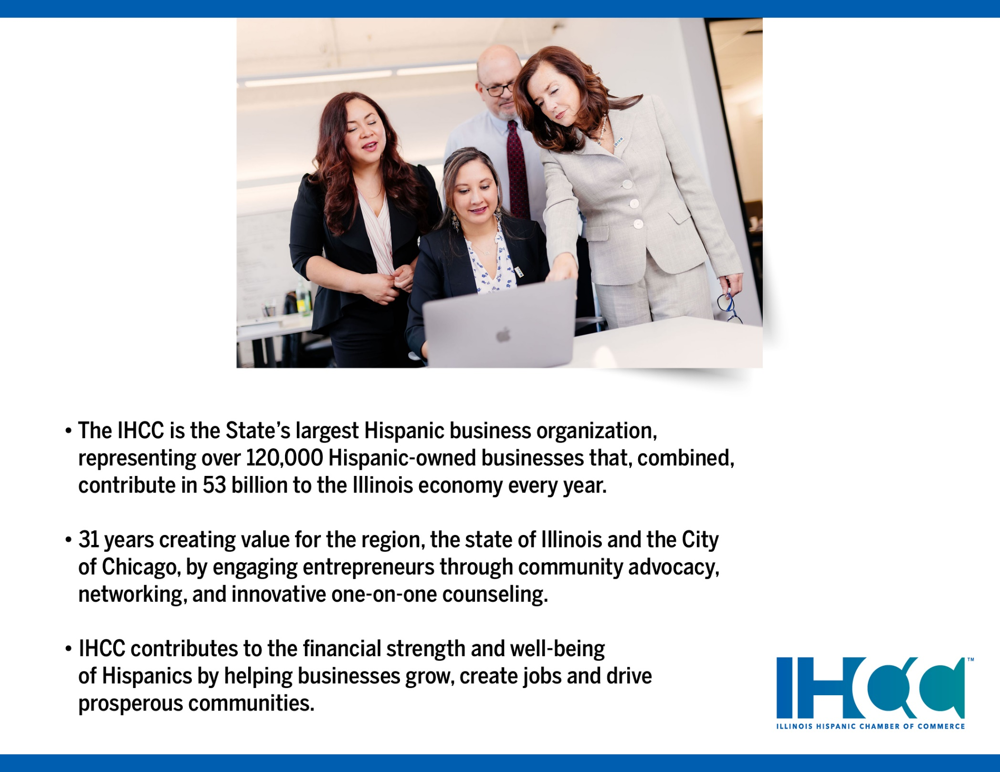 • The IHCC is the State’s largest Hispanic business organization,
representing over 120,000 Hispanic-owned businesses that, combined,
contribute in 53 billion to the Illinois economy every year.
• 31 years creating value for the region, the state of Illinois and the City
of Chicago, by engaging entrepreneurs through community advocacy,
networking, and innovative one-on-one counseling.
• IHCC contributes to the financial strength and well-being
of Hispanics by helping businesses grow, create jobs and drive
prosperous communities.
IHCC™
ILLINOIS HISPANIC CHAMBER OF COMMERCE